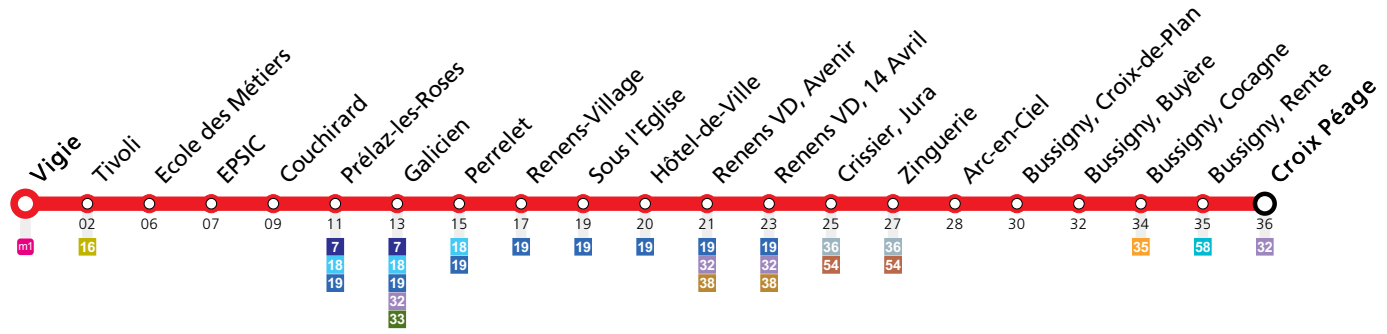 Vigie
Tivoli
Ecole des Métiers
EPSIC
Couchirard
Prélaz-les-Roses
Galicien
Perrelet
Renens-Village
Sous l'Eglise
Hôtel-de-Ville
Renens VD, Avenir
Renens VD, 14 Avril
Crissier, Jura
Zinguerie
Arc-en-Ciel
Bussigny, Croix-de-Plan
Bussigny, Buyère
Bussigny, Cocagne
Bussigny, Rente
Croix Péage
02 06 07 09 11 13 15 17 19 20 21 23 25 27 28 30 32 34 35 36
m1 16 7 7 18 19 19 19 19 19 36 36 35 58 32
18 18 19 32 32 54 54
19 19 38 38
32
33